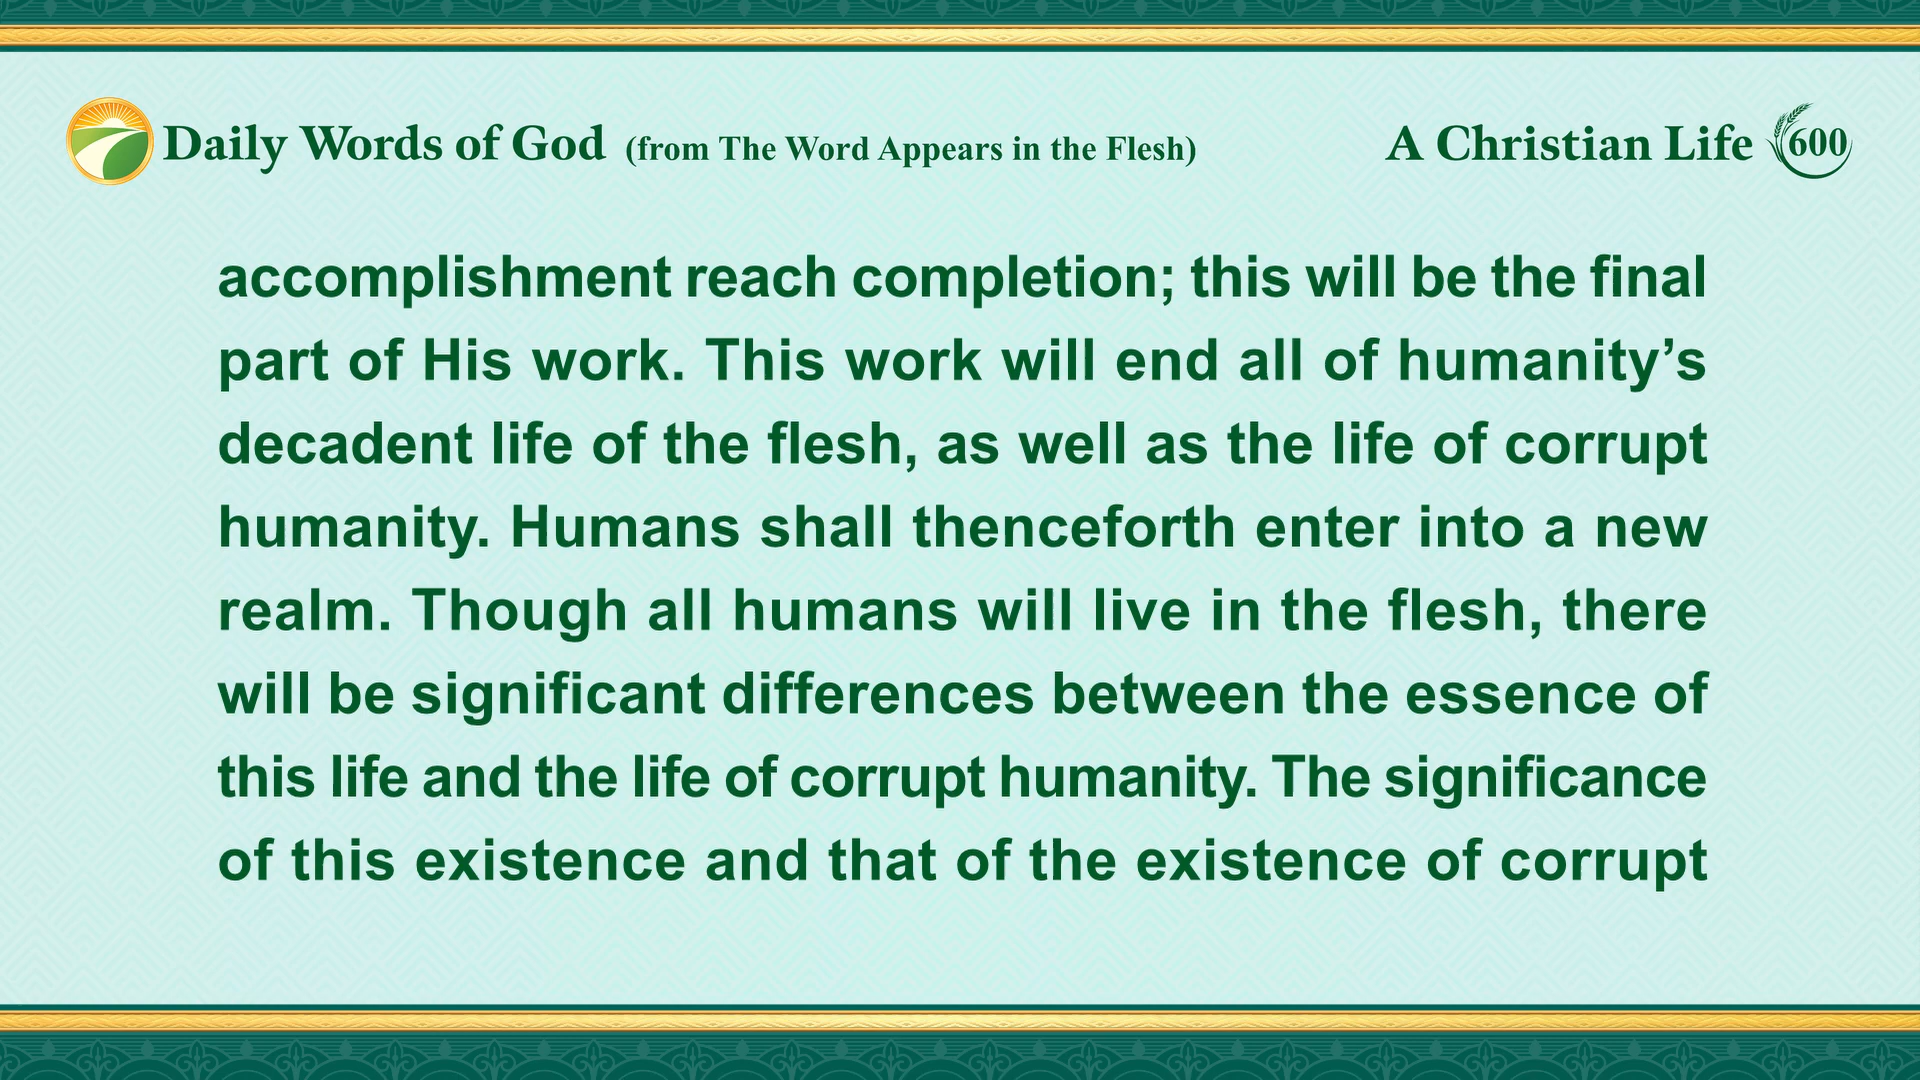 Daily Words of God (from The Word Appears in the Flesh)
A Christian Life 600
accomplishment reach completion; this will be the final
part of His work. This work will end all of humanity’s
decadent life of the flesh, as well as the life of corrupt
humanity. Humans shall thenceforth enter into a new
realm. Though all humans will live in the flesh, there
will be significant differences between the essence of
this life and the life of corrupt humanity. The significance
of this existence and that of the existence of corrupt